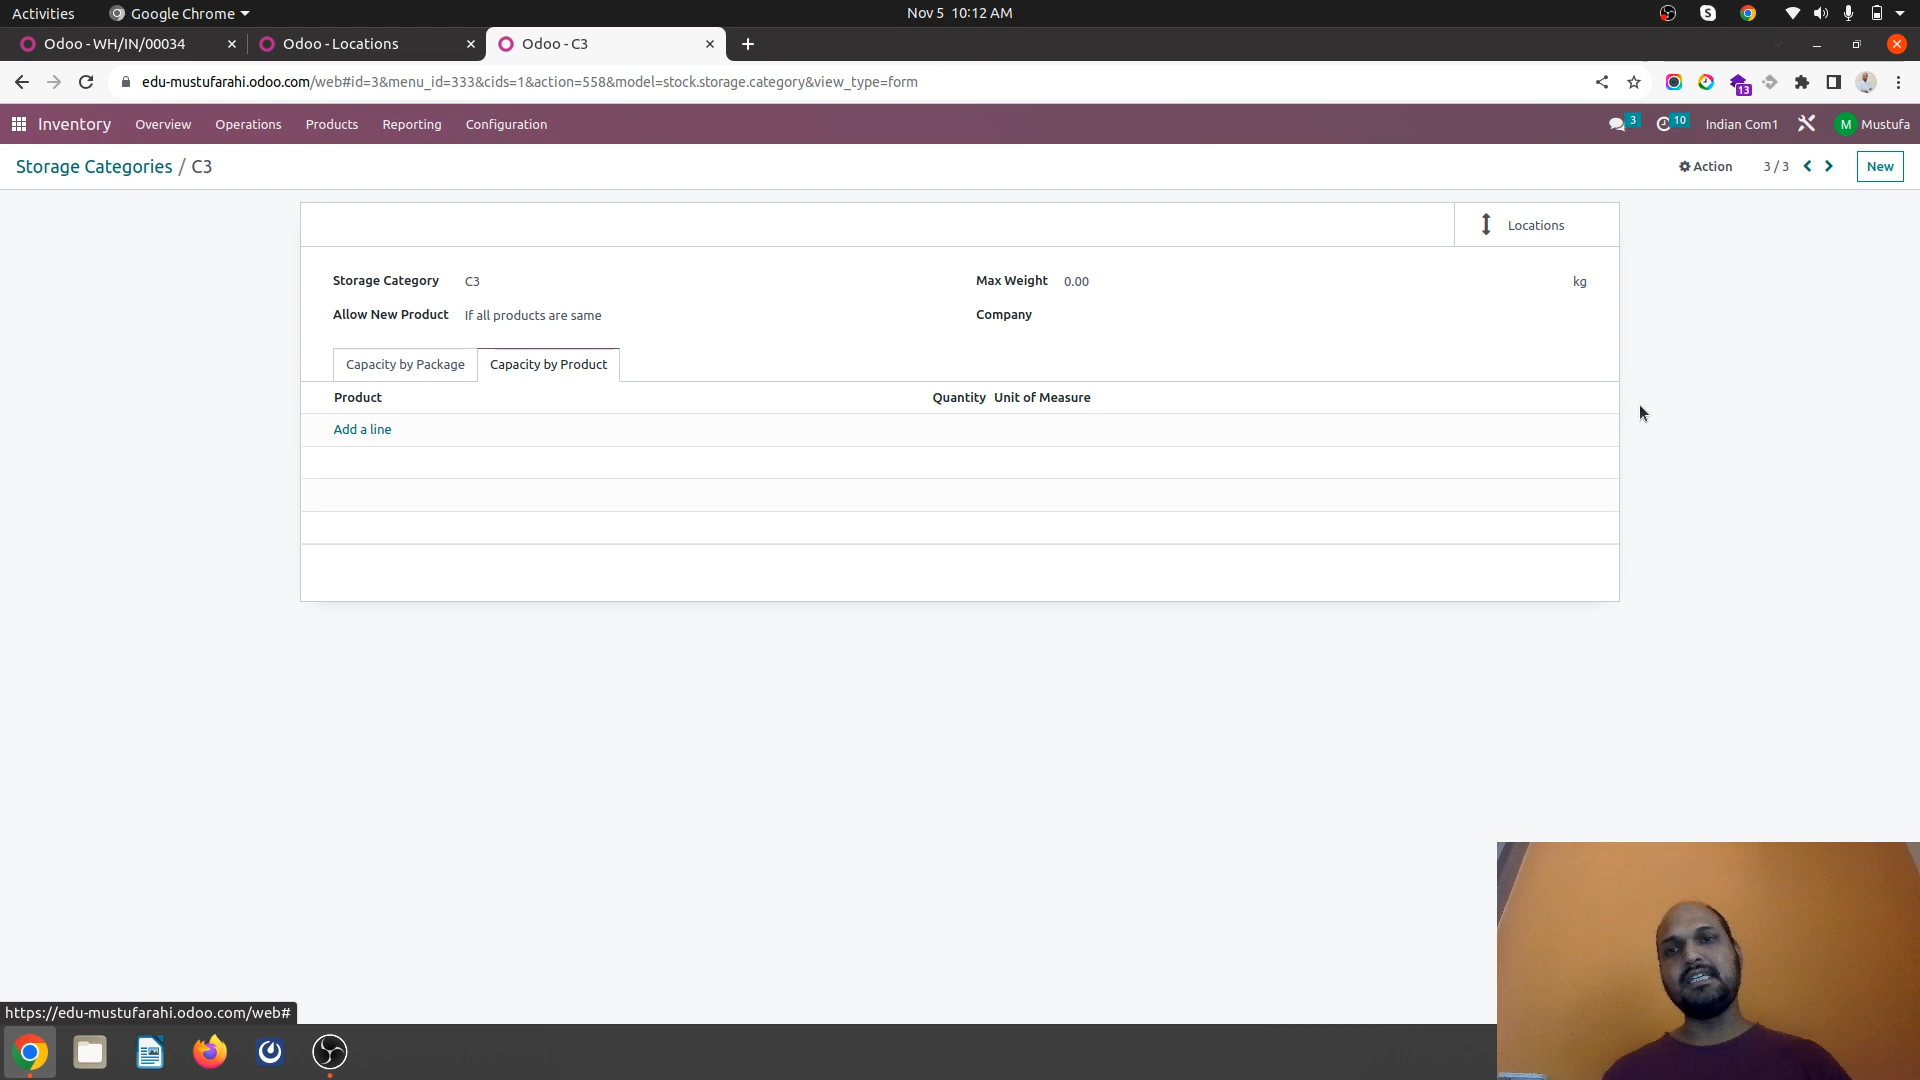 Activities Google Chrome Nov 5 10:12 AM
Odoo - WH/IN/00034 Odoo - Locations Odoo - C3
edu-mustufarahi.odoo.com/web#id=3&menu_id=333&cids=1&action=558&model=stock.storage.category&view_type=form 13
Inventory Overview Operations Products Reporting Configuration 3 10 Indian Com1 M Mustufa
Storage Categories / C3 Action 3 / 3 New
Locations
Storage Category C3 Max Weight 0.00 kg
Allow New Product If all products are same Company
Capacity by Package Capacity by Product
Product Quantity Unit of Measure
Add a line
https://edu-mustufarahi.odoo.com/web#